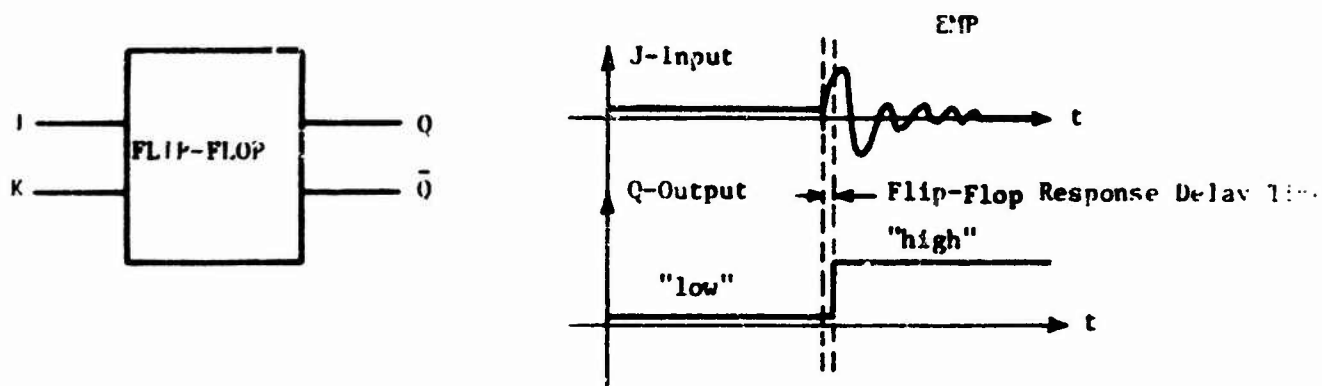 EMP
J-Input
t
J
K
FLIP-FLOP
Q
Q̄
Q-Output
Flip-Flop Response Delay
"high"
"low"
t